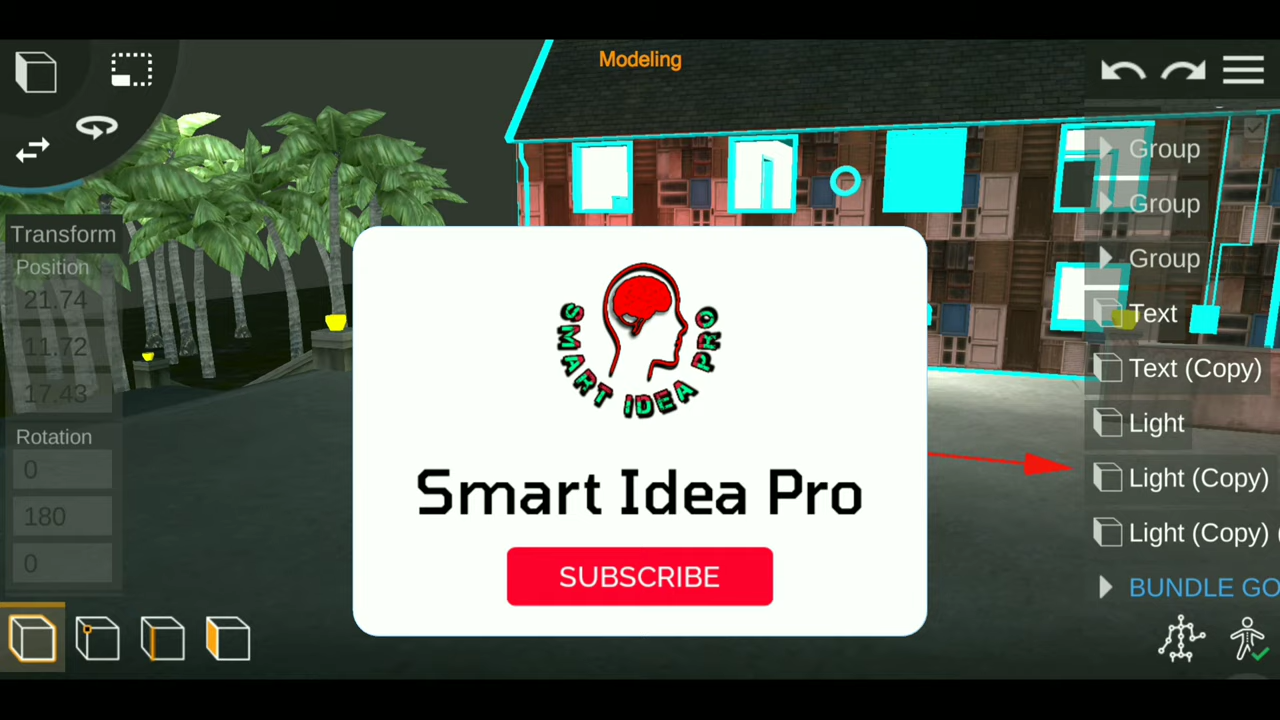 Modeling
Transform
Position
21.74
11.72
17.43
Rotation
0
180
0
Group
Group
Group
Text
Text (Copy)
Light
Light (Copy)
Light (Copy)
BUNDLE GO
SMART IDEA PRO
Smart Idea Pro
SUBSCRIBE